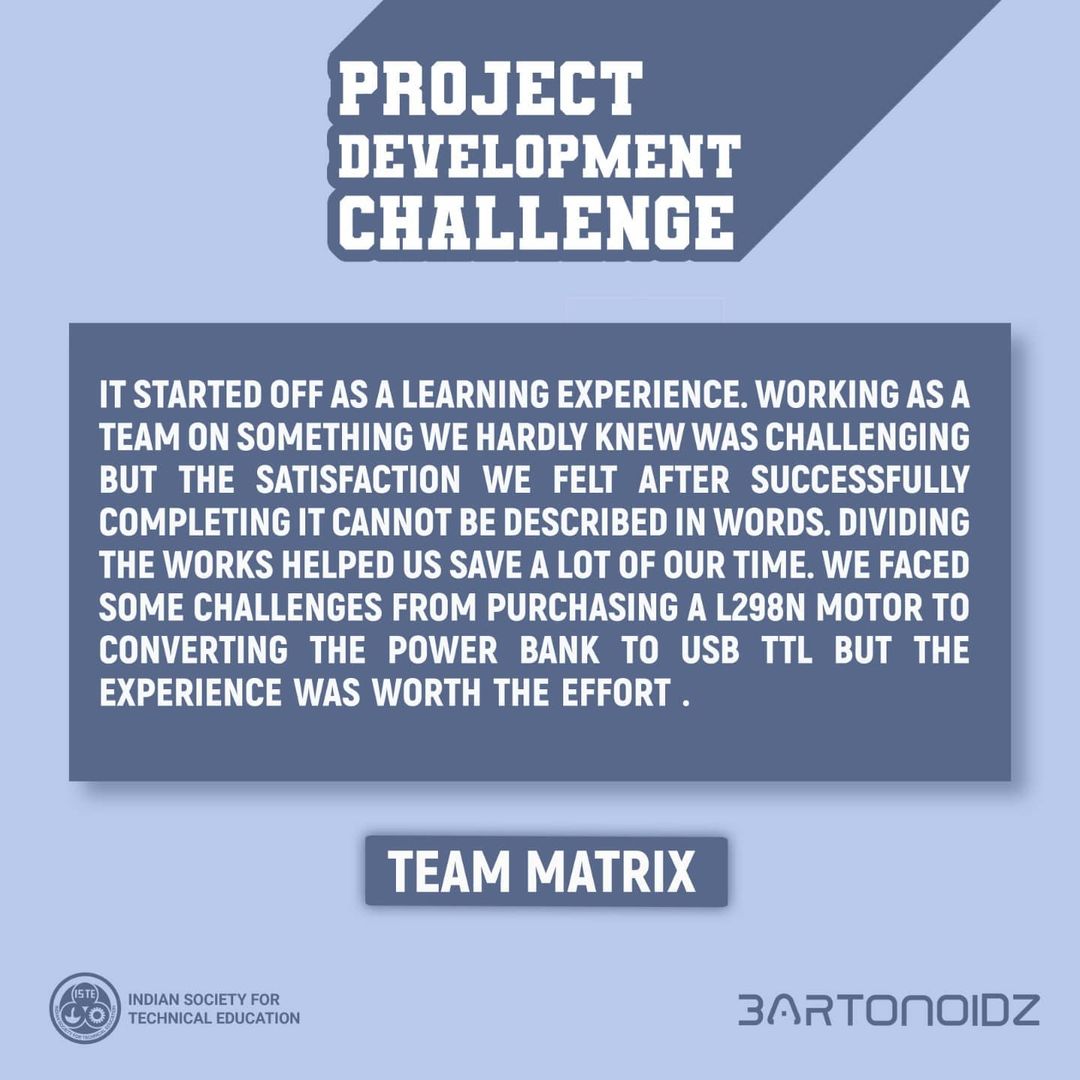 PROJECT
DEVELOPMENT
CHALLENGE
IT STARTED OFF AS A LEARNING EXPERIENCE. WORKING AS A
TEAM ON SOMETHING WE HARDLY KNEW WAS CHALLENGING
BUT THE SATISFACTION WE FELT AFTER SUCCESSFULLY
COMPLETING IT CANNOT BE DESCRIBED IN WORDS. DIVIDING
THE WORKS HELPED US SAVE A LOT OF OUR TIME. WE FACED
SOME CHALLENGES FROM PURCHASING A L298N MOTOR TO
CONVERTING THE POWER BANK TO USB TTL BUT THE
EXPERIENCE WAS WORTH THE EFFORT .
TEAM MATRIX
ISTE
INDIAN SOCIETY FOR
TECHNICAL EDUCATION
BARTONOIDZ